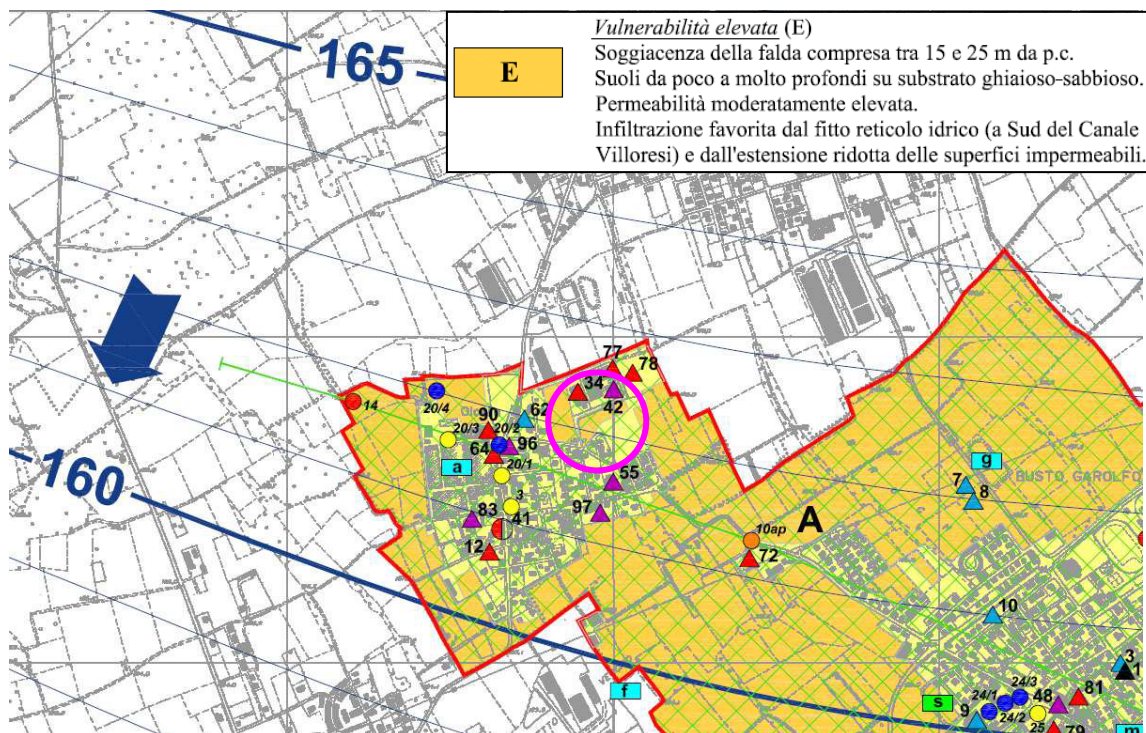 Vulnerabilità elevata (E)
E
Soggiacenza della falda compresa tra 15 e 25 m da p.c.
Suoli da poco a molto profondi su substrato ghiaioso-sabbioso.
Permeabilità moderatamente elevata.
Infiltrazione favorita dal fitto reticolo idrico (a Sud del Canale
Villoresi) e dall'estensione ridotta delle superfici impermeabili.
165
77
78
34
42
14
20/4
62
90
20/3
20/2
96
64
20/1
a
g
BUSTO GAROLFO
7
8
160
55
3
83
41
97
A
10ap
12
72
10
3
1
f
s
24/3
24/1
48
81
9
24/2
25
79
m